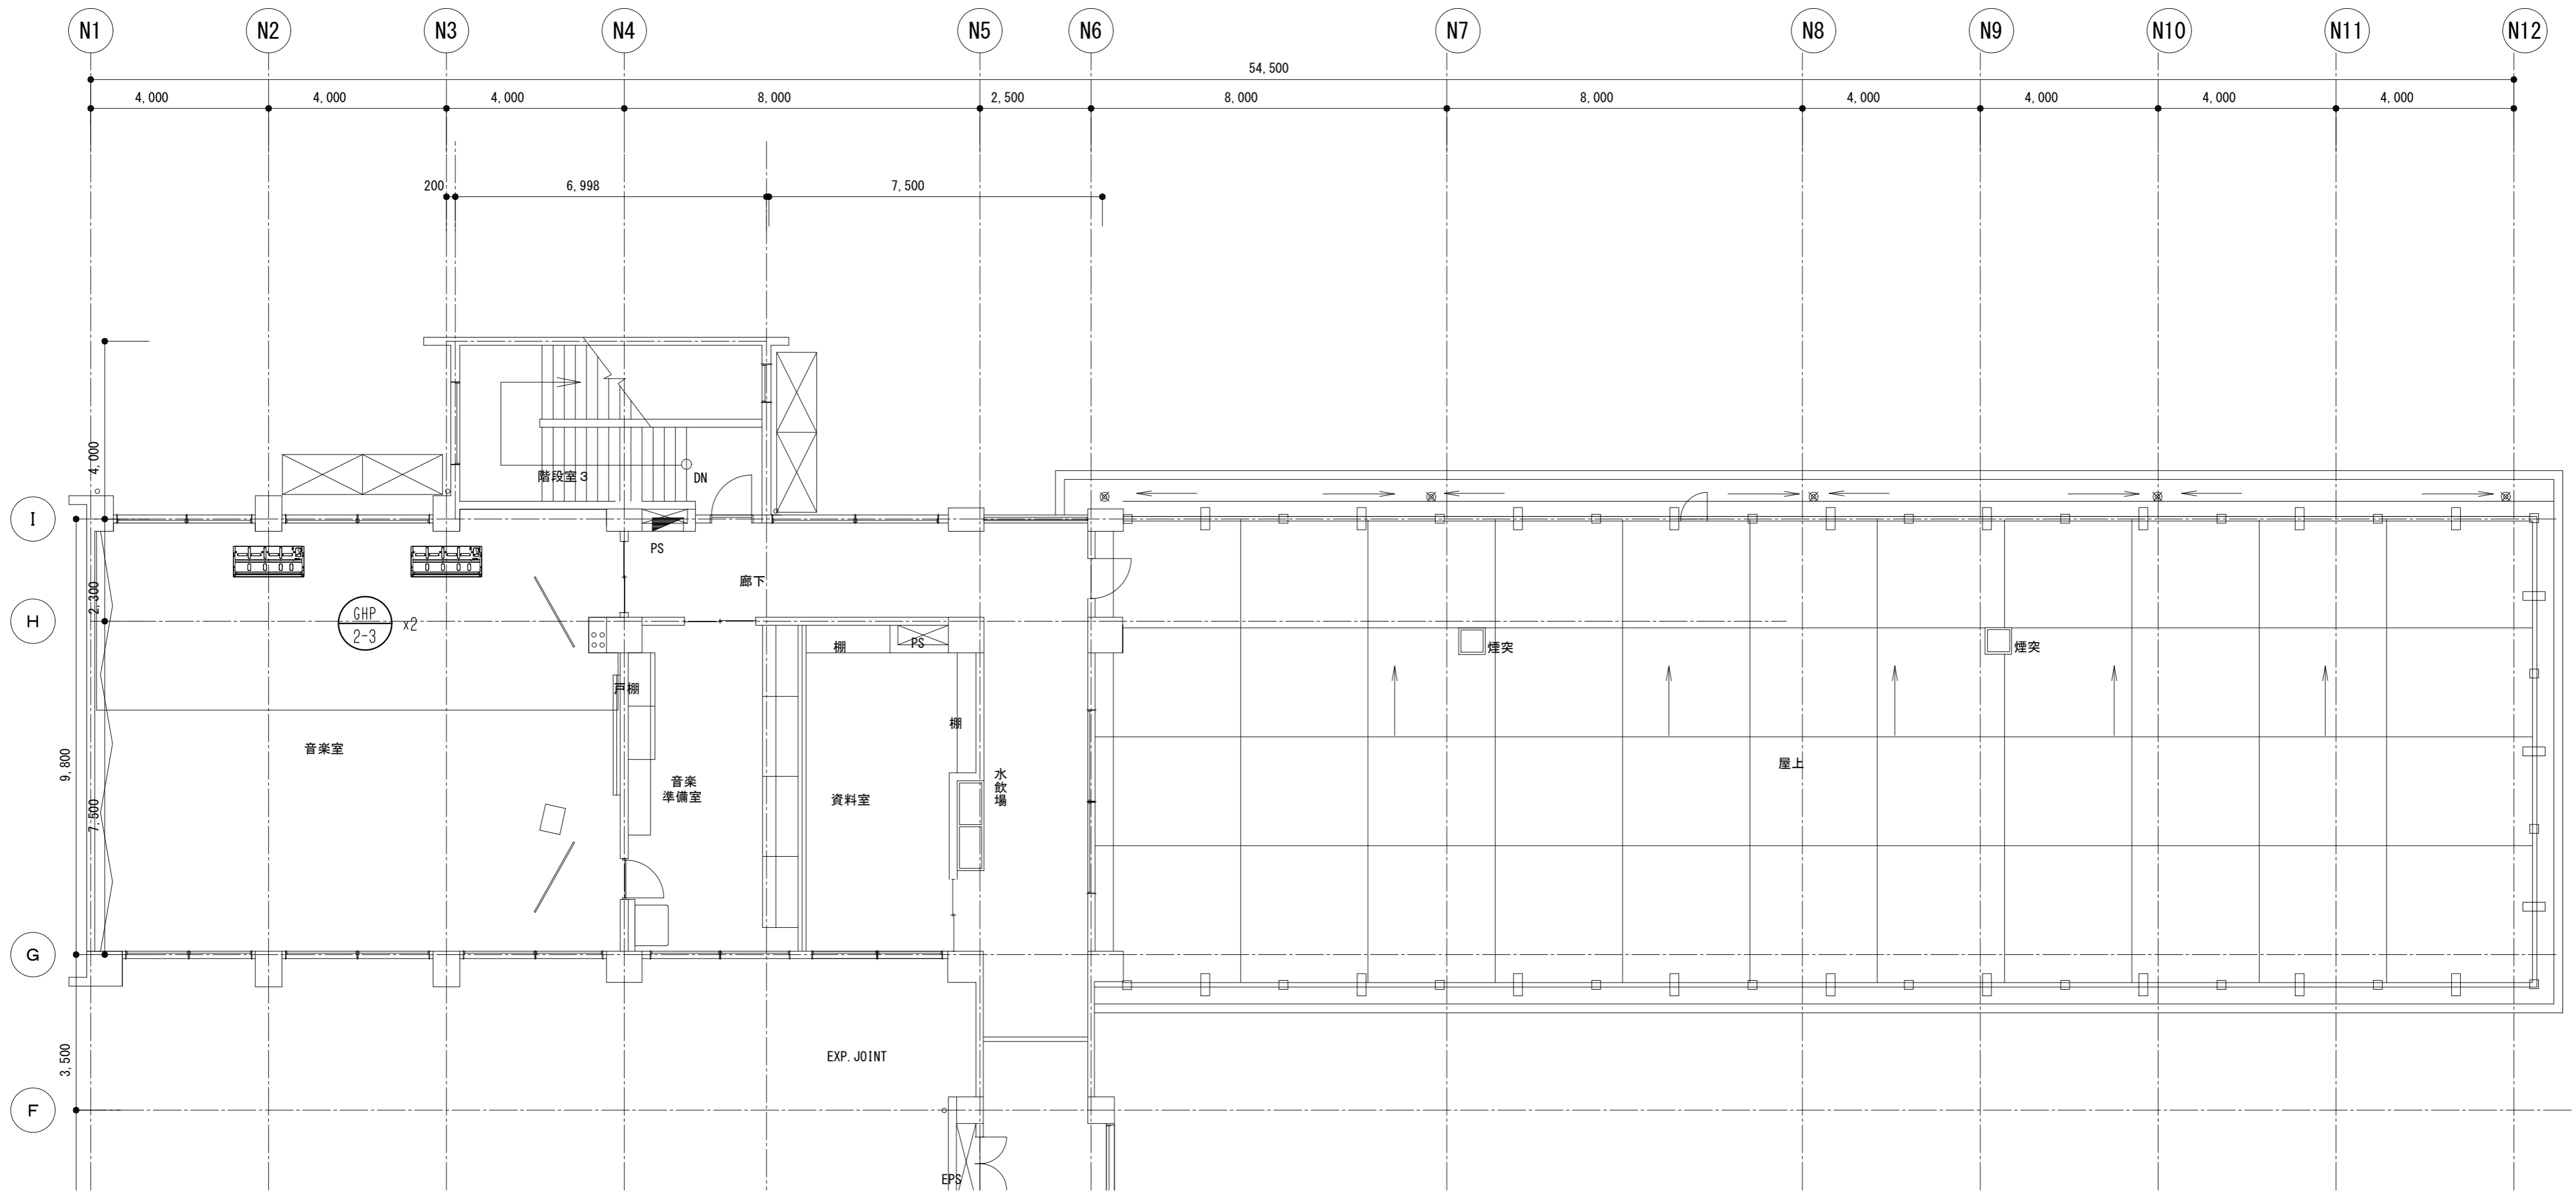 N1 N2 N3 N4 N5 N6 N7 N8 N9 N10 N11 N12
54,500
4,000 4,000 4,000 8,000 2,500 8,000 8,000 4,000 4,000 4,000 4,000
200 6,998 7,500
4,000
階段室3
DN
I
PS
廊下
2,300
H
GHP
2-3
x2
棚
PS
煙突
煙突
戸棚
棚
音楽室
9,800
7,500
音楽
準備室
資料室
水飲場
屋上
G
3,500
EXP.JOINT
F
EPS